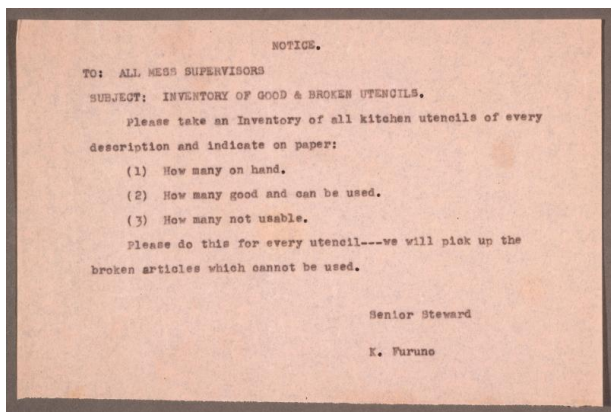 NOTICE.
TO: ALL MESS SUPERVISORS
SUBJECT: INVENTORY OF GOOD & BROKEN UTENCILS.
Please take an Inventory of all kitchen utencils of every
description and indicate on paper:
(1) How many on hand.
(2) How many good and can be used.
(3) How many not usable.
Please do this for every utencil---we will pick up the
broken articles which cannot be used.
Senior Steward
K. Furuno